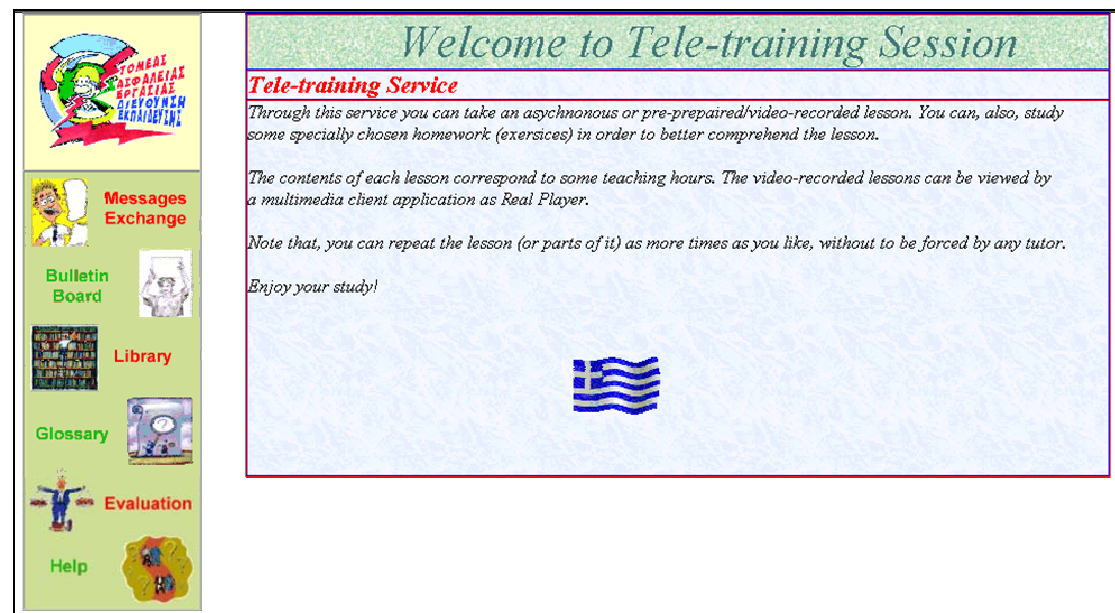 ΤΟΜΕΑΣ
ΑΣΦΑΛΕΙΑΣ
ΕΡΓΑΣΙΑΣ
ΔΙΕΥΘΥΝΣΗ
ΕΚΠΑΙΔΕΥΣΗΣ
Messages
Exchange
Bulletin
Board
Library
Glossary
Evaluation
Help
Welcome to Tele-training Session
Tele-training Service
Through this service you can take an asychnonous or pre-prepaired/video-recorded lesson. You can, also, study
some specially chosen homework (exersices) in order to better comprehend the lesson.
The contents of each lesson correspond to some teaching hours. The video-recorded lessons can be viewed by
a multimedia client application as Real Player.
Note that, you can repeat the lesson (or parts of it) as more times as you like, without to be forced by any tutor.
Enjoy your study!